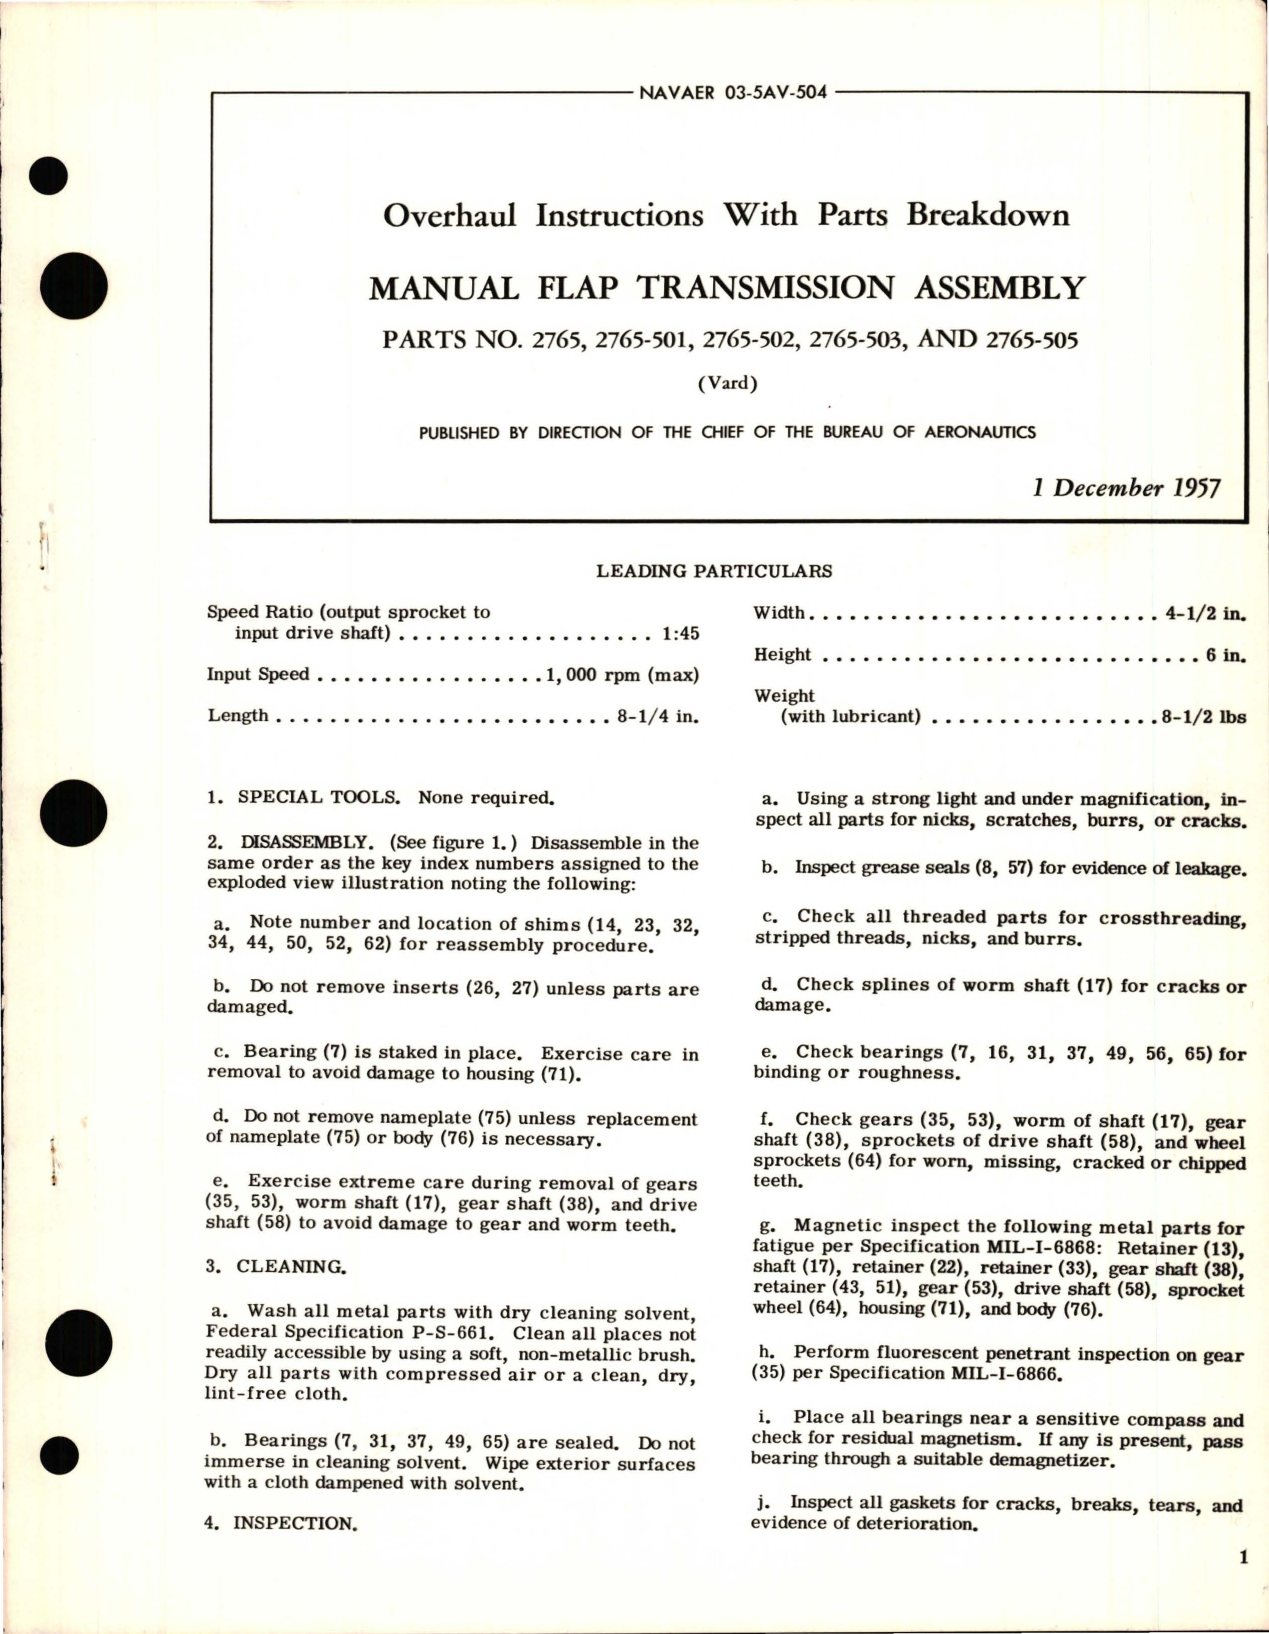 NAVAER 03-5AV-504
Overhaul Instructions With Parts Breakdown
MANUAL FLAP TRANSMISSION ASSEMBLY
PARTS NO. 2765, 2765-501, 2765-502, 2765-503, AND 2765-505
(Vard)
PUBLISHED BY DIRECTION OF THE CHIEF OF THE BUREAU OF AERONAUTICS
1 December 1957
LEADING PARTICULARS
Speed Ratio (output sprocket to
input drive shaft) . . . . . . . . . . . . . . . . . . . 1:45
Input Speed . . . . . . . . . . . . . . . . . 1,000 rpm (max)
Length . . . . . . . . . . . . . . . . . . . . . . . . . 8-1/4 in.
Width . . . . . . . . . . . . . . . . . . . . . . . . . . 4-1/2 in.
Height . . . . . . . . . . . . . . . . . . . . . . . . . . . . 6 in.
Weight
(with lubricant) . . . . . . . . . . . . . . . . . 8-1/2 lbs
1. SPECIAL TOOLS. None required.
2. DISASSEMBLY. (See figure 1.) Disassemble in the
same order as the key index numbers assigned to the
exploded view illustration noting the following:
a. Note number and location of shims (14, 23, 32,
34, 44, 50, 52, 62) for reassembly procedure.
b. Do not remove inserts (26, 27) unless parts are
damaged.
c. Bearing (7) is staked in place. Exercise care in
removal to avoid damage to housing (71).
d. Do not remove nameplate (75) unless replacement
of nameplate (75) or body (76) is necessary.
e. Exercise extreme care during removal of gears
(35, 53), worm shaft (17), gear shaft (38), and drive
shaft (58) to avoid damage to gear and worm teeth.
3. CLEANING.
a. Wash all metal parts with dry cleaning solvent,
Federal Specification P-S-661. Clean all places not
readily accessible by using a soft, non-metallic brush.
Dry all parts with compressed air or a clean, dry,
lint-free cloth.
b. Bearings (7, 31, 37, 49, 65) are sealed. Do not
immerse in cleaning solvent. Wipe exterior surfaces
with a cloth dampened with solvent.
4. INSPECTION.
a. Using a strong light and under magnification, in-
spect all parts for nicks, scratches, burrs, or cracks.
b. Inspect grease seals (8, 57) for evidence of leakage.
c. Check all threaded parts for crossthreading,
stripped threads, nicks, and burrs.
d. Check splines of worm shaft (17) for cracks or
damage.
e. Check bearings (7, 16, 31, 37, 49, 56, 65) for
binding or roughness.
f. Check gears (35, 53), worm of shaft (17), gear
shaft (38), sprockets of drive shaft (58), and wheel
sprockets (64) for worn, missing, cracked or chipped
teeth.
g. Magnetic inspect the following metal parts for
fatigue per Specification MIL-I-6868: Retainer (13),
shaft (17), retainer (22), retainer (33), gear shaft (38),
retainer (43, 51), gear (53), drive shaft (58), sprocket
wheel (64), housing (71), and body (76).
h. Perform fluorescent penetrant inspection on gear
(35) per Specification MIL-I-6866.
i. Place all bearings near a sensitive compass and
check for residual magnetism. If any is present, pass
bearing through a suitable demagnetizer.
j. Inspect all gaskets for cracks, breaks, tears, and
evidence of deterioration.
1